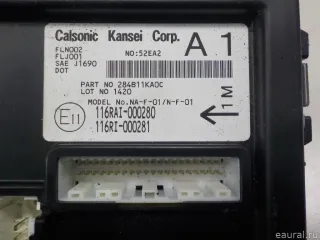 Calsonic Kansei Corp.
FLN002 NO:52EA2 A1
FLJ001
SAE J1690
DOT
PART NO 284B11KA0C
LOT NO 1420
MODEL No.NA-F-01/N-F-01
E11 116RAI-000280 ← 1M
116RI-000281
© eaural.ru